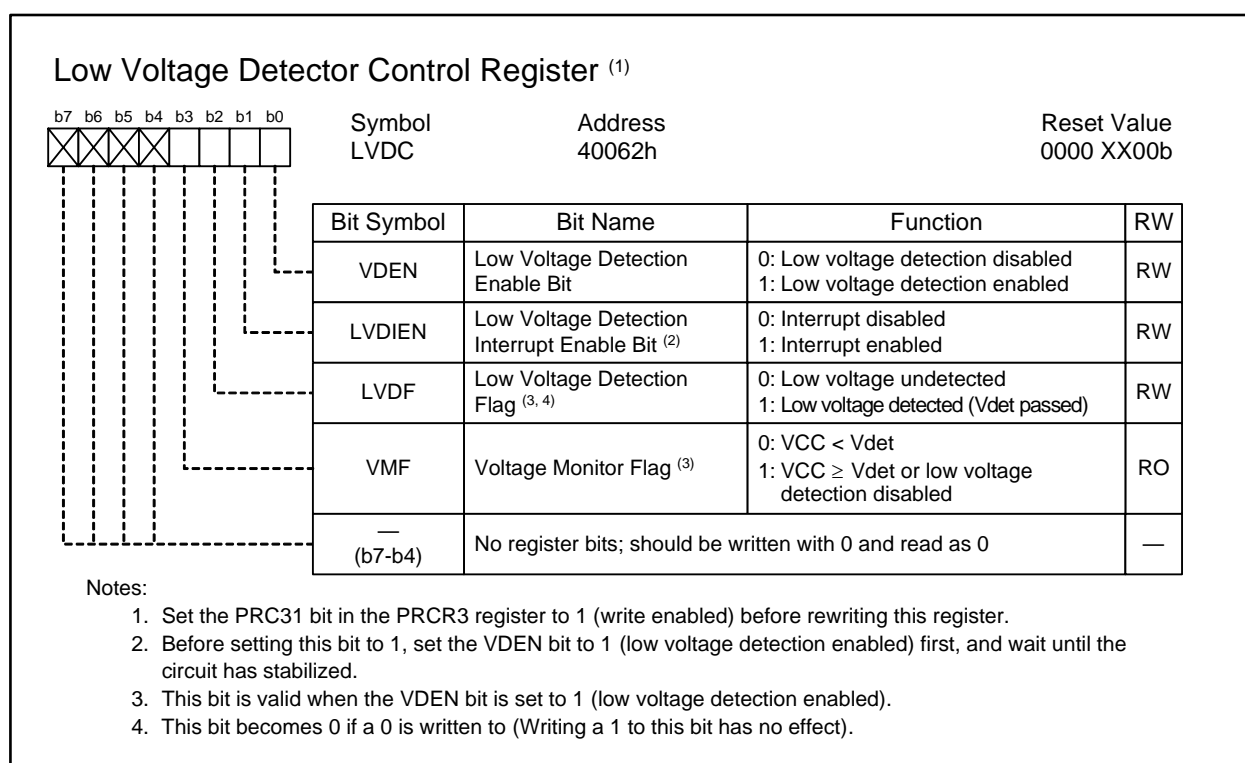 Low Voltage Detector Control Register (1)
b7 b6 b5 b4 b3 b2 b1 b0
Symbol Address Reset Value
LVDC 40062h 0000 XX00b
Bit Symbol Bit Name Function RW
VDEN Low Voltage Detection Enable Bit 0: Low voltage detection disabled RW
1: Low voltage detection enabled
LVDIEN Low Voltage Detection Interrupt Enable Bit (2) 0: Interrupt disabled RW
1: Interrupt enabled
LVDF Low Voltage Detection Flag (3, 4) 0: Low voltage undetected RW
1: Low voltage detected (Vdet passed)
VMF Voltage Monitor Flag (3) 0: VCC < Vdet RO
1: VCC ≥ Vdet or low voltage
detection disabled
— (b7-b4) No register bits; should be written with 0 and read as 0 —
Notes:
1. Set the PRC31 bit in the PRCR3 register to 1 (write enabled) before rewriting this register.
2. Before setting this bit to 1, set the VDEN bit to 1 (low voltage detection enabled) first, and wait until the
circuit has stabilized.
3. This bit is valid when the VDEN bit is set to 1 (low voltage detection enabled).
4. This bit becomes 0 if a 0 is written to (Writing a 1 to this bit has no effect).